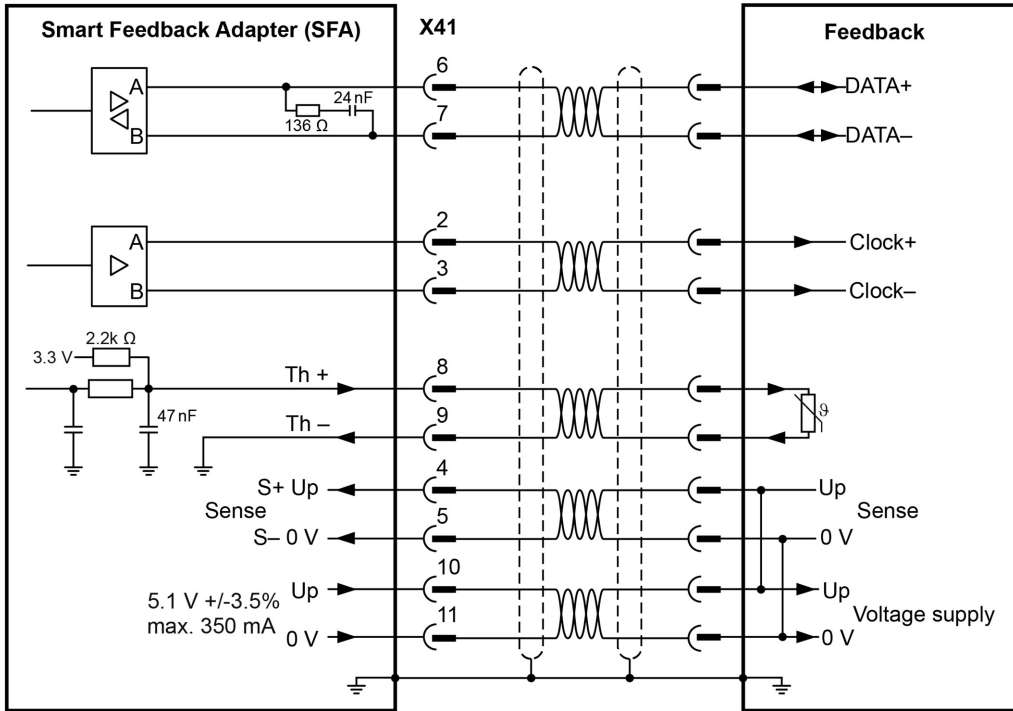 Smart Feedback Adapter (SFA)
X41
Feedback
A
B
136 Ω
24 nF
6
7
DATA+
DATA–
A
B
2
3
Clock+
Clock–
3.3 V
2.2k Ω
47 nF
Th +
Th –
8
9
ϑ
S+ Up
Sense
S– 0 V
4
5
Up
Sense
0 V
5.1 V +/-3.5%
max. 350 mA
Up
0 V
10
11
Up
Voltage supply
0 V